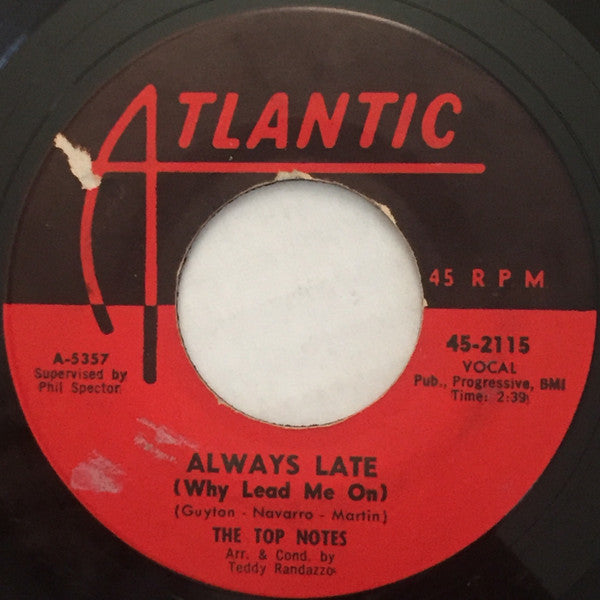 ATLANTIC
45 RPM
A-5357
Supervised by
Phil Spector
45-2115
VOCAL
Pub., Progressive, BMI
Time: 2:39
ALWAYS LATE
(Why Lead Me On)
(Guyton - Navarro - Martin)
THE TOP NOTES
Arr. & Cond. by
Teddy Randazzo